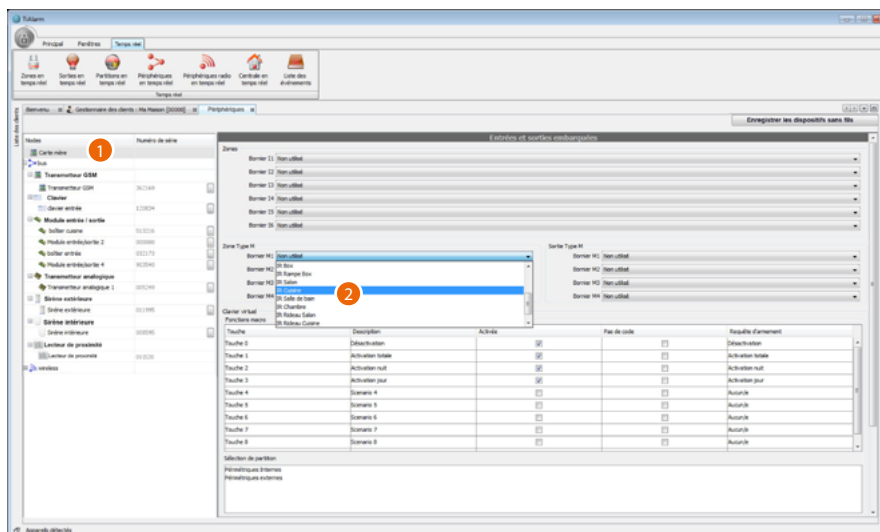 TiAlarm
Principal Fenêtres Temps réel
Zones en temps réel
Sorties en temps réel
Partitions en temps réel
Périphériques en temps réel
Périphériques radio en temps réel
Centrale en temps réel
Liste des événements
Temps réel
Liste des clients
Bienvenu Gestionnaire des clients : Ma Maison [00000] Périphériques
Enregistrer les dispositifs sans fils
Nodes Numéro de série
Carte mère
1
bus
Transmetteur GSM
Transmetteur GSM
Clavier
clavier entrée
Module entrée / sortie
boîtier cuisine
Module entrée/sortie 2
boîtier entrée
Module entrée/sortie 4
Transmetteur analogique
Transmetteur analogique 1
Sirène extérieure
Sirène extérieure
Sirène intérieure
Sirène intérieure
Lecteur de proximité
Lecteur de proximité
wireless
Entrées et sorties embarquées
Zones
Bornier I1 Non utilisé
Bornier I2 Non utilisé
Bornier I3 Non utilisé
Bornier I4 Non utilisé
Bornier I5 Non utilisé
Bornier I6 Non utilisé
Zone Type M
Bornier M1 Non utilisé
Bornier M2
Bornier M3
Bornier M4
IR Box
IR Rampe Box
IR Salon
IR Cuisine
IR Salle de bain
IR Chambre
IR Rideau Salon
IR Rideau Cuisine
2
Sortie Type M
Bornier M1 Non utilisé
Bornier M2 Non utilisé
Bornier M3 Non utilisé
Bornier M4 Non utilisé
Clavier virtuel
Fonctions macro
Touche Description Activée Pas de code Requête d'armement
Touche 0 Désactivation Désactivation
Touche 1 Activation totale Activation totale
Touche 2 Activation nuit Activation nuit
Touche 3 Activation jour Activation jour
Touche 4 Scenario 4 Aucun/e
Touche 5 Scenario 5 Aucun/e
Touche 6 Scenario 6 Aucun/e
Touche 7 Scenario 7 Aucun/e
Touche 8 Scenario 8 Aucun/e
Sélection de partition
Périmétriques Internes
Périmétriques externes
Appareils détectés